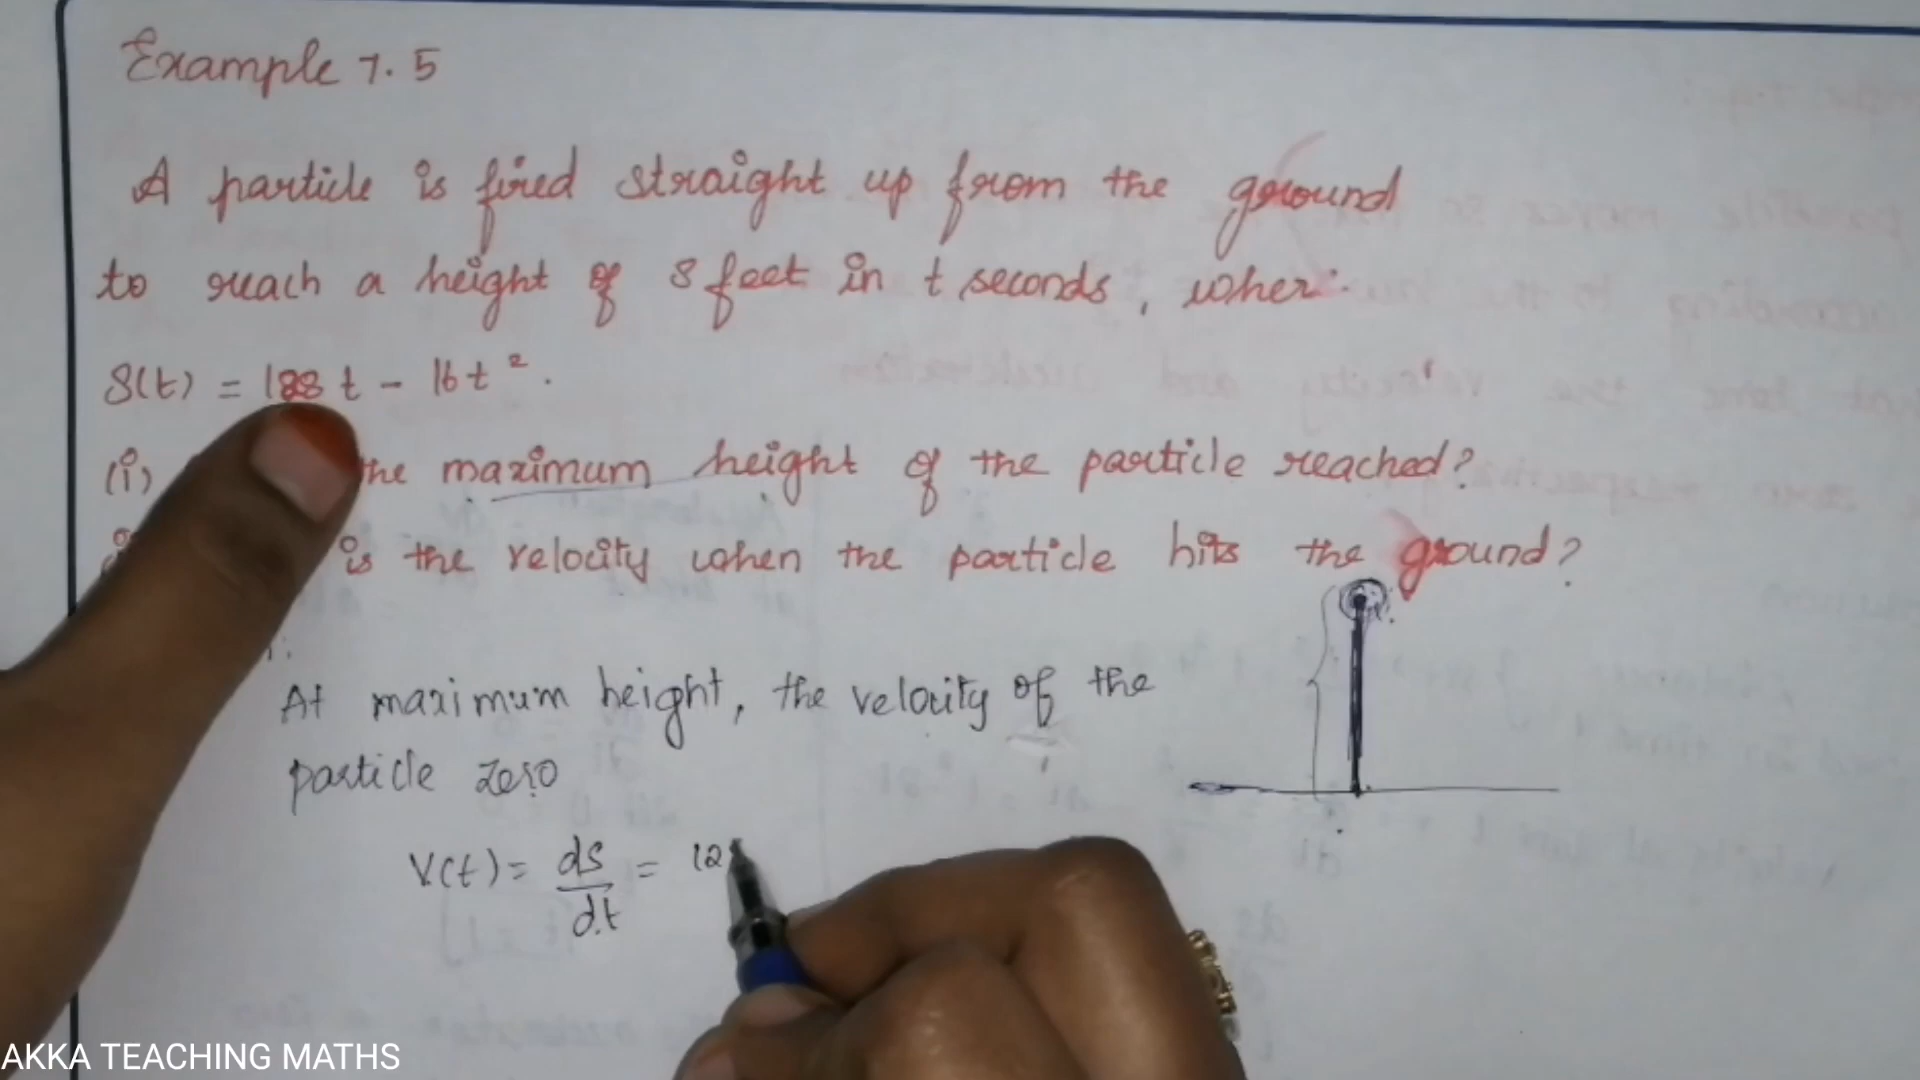 Example 7.5
A particle is fired straight up from the ground
to reach a height of s feet in t seconds, where
S(t) = 128t - 16t².
(i) the maximum height of the particle reached?
is the velocity when the particle hits the ground?
At maximum height, the velocity of the
particle zero
V(t) = ds/dt = 128
AKKA TEACHING MATHS